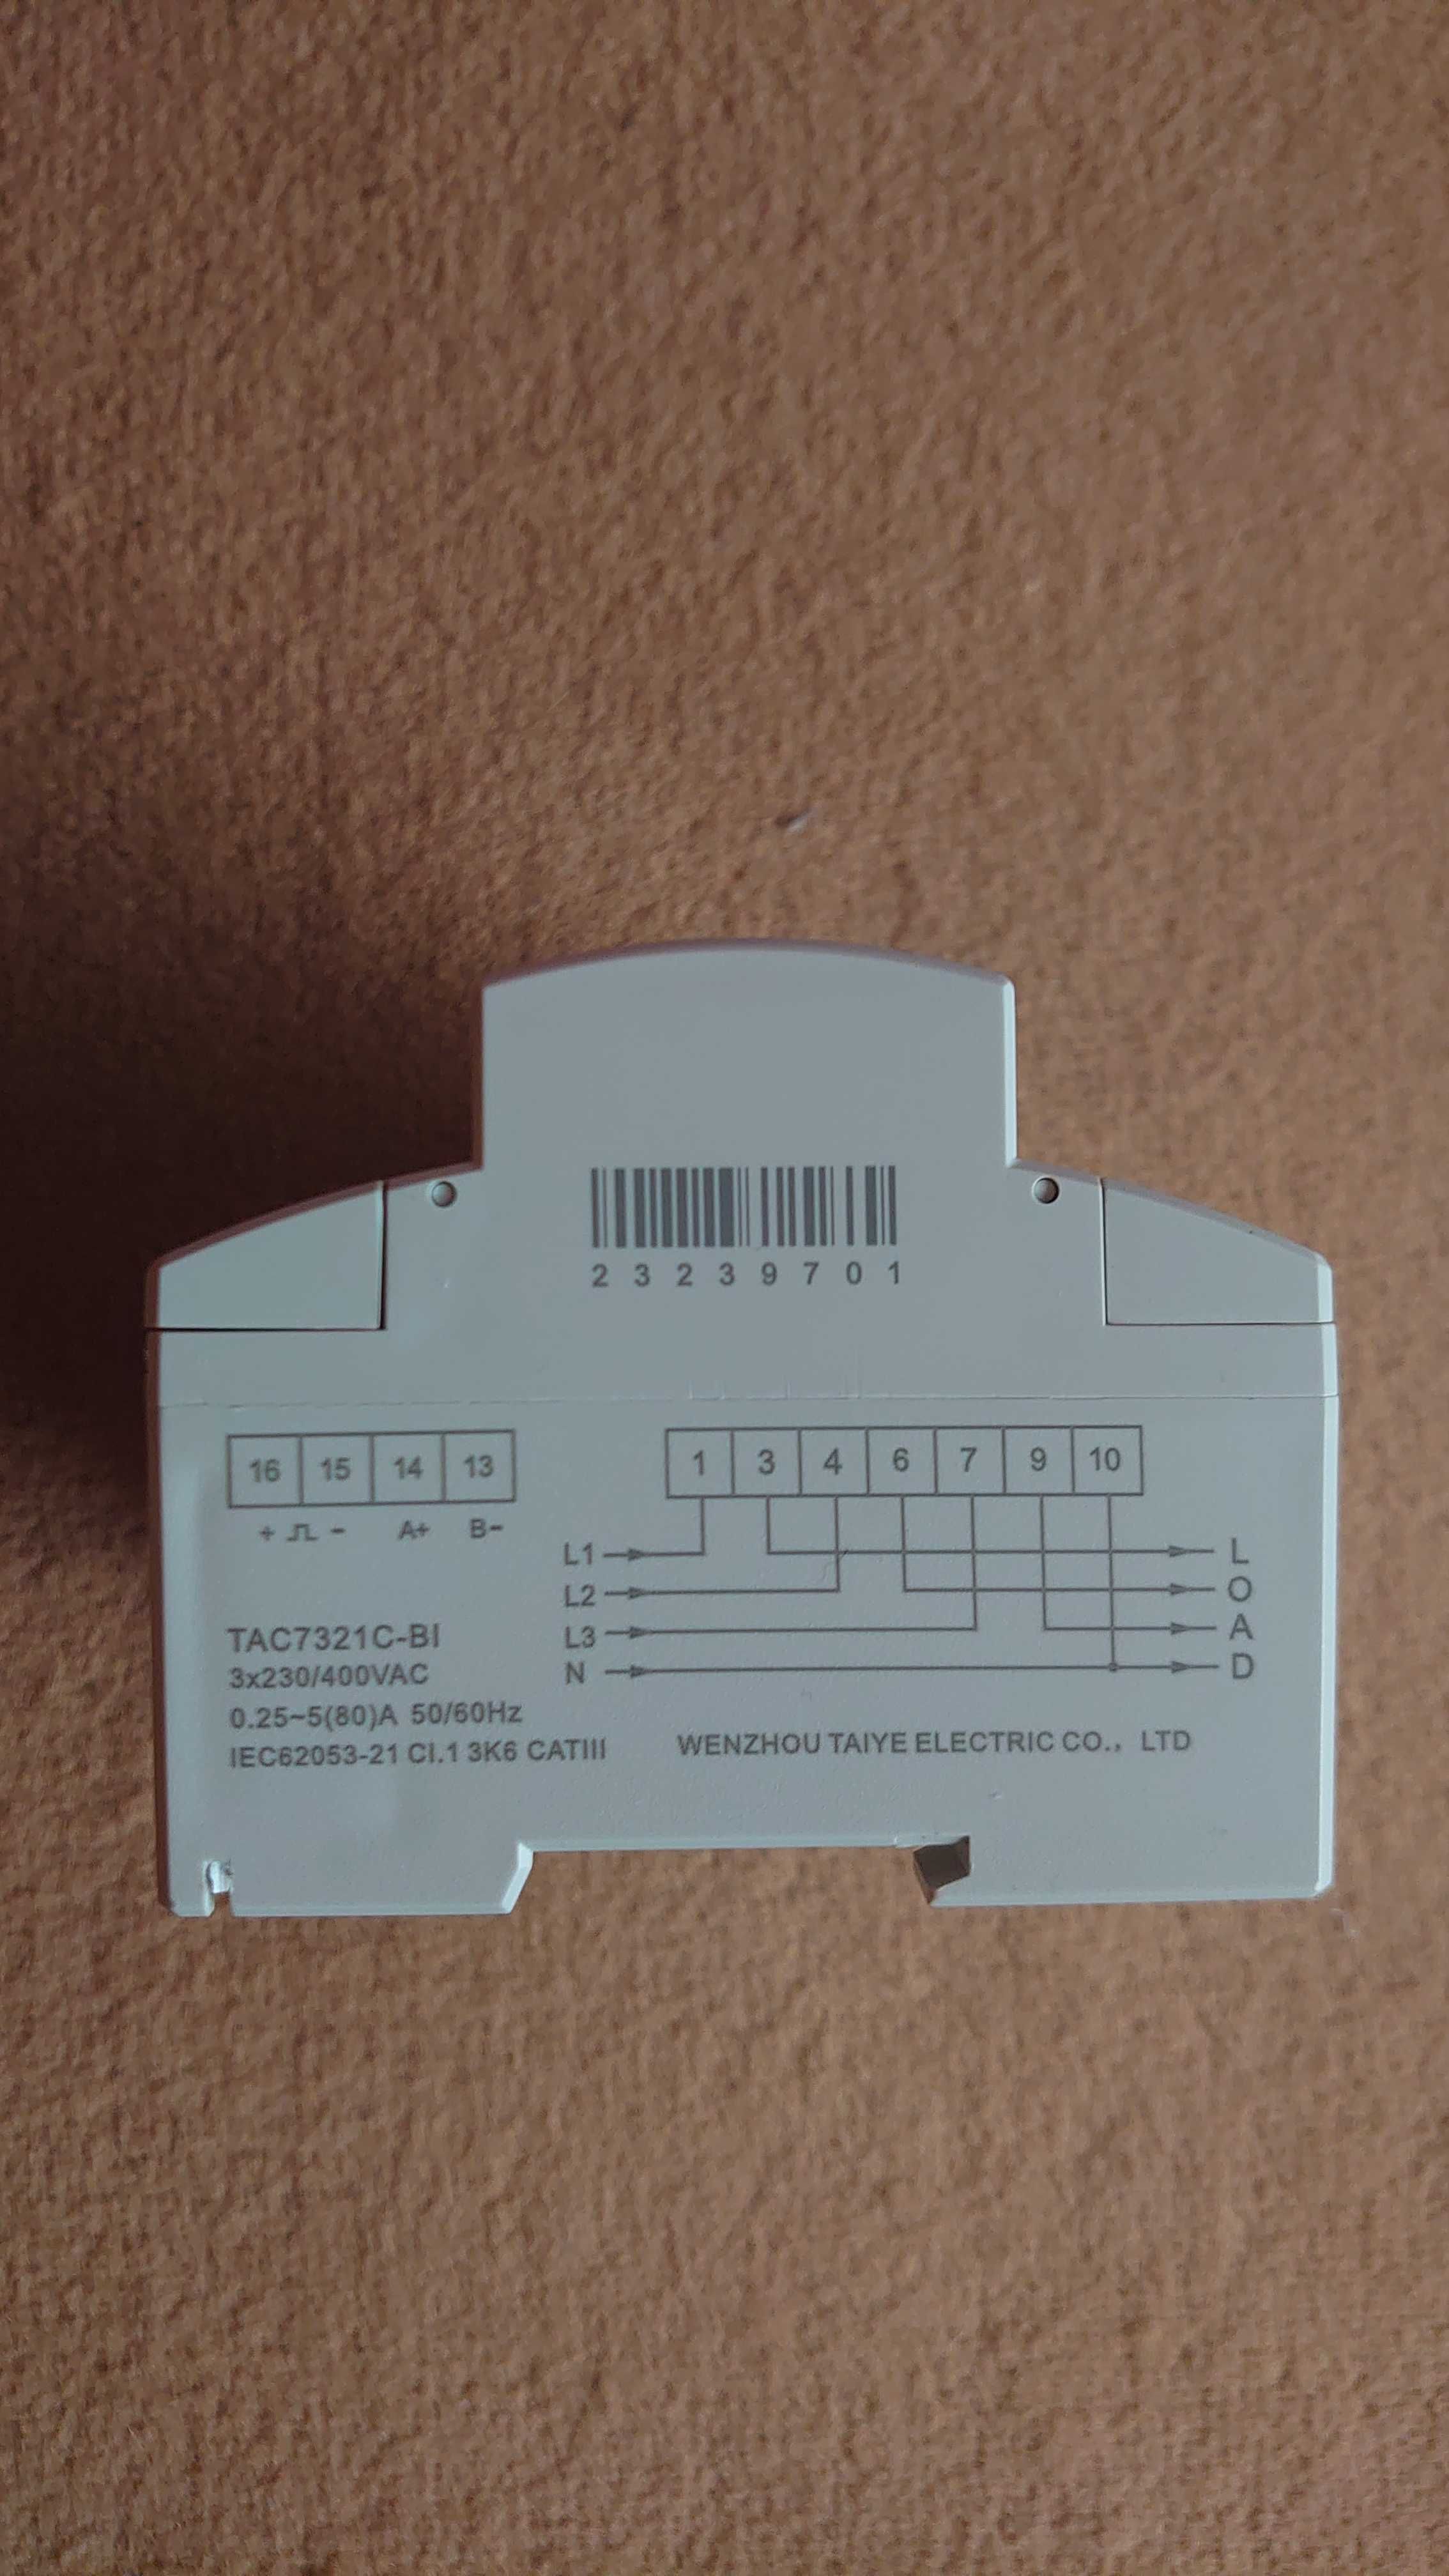 2 3 2 3 9 7 0 1
16 15 14 13
+ - A+ B-
1 3 4 6 7 9 10
L1 L
L2 O
L3 A
N D
TAC7321C-BI
3x230/400VAC
0.25~5(80)A 50/60Hz
IEC62053-21 Cl.1 3K6 CATIII
WENZHOU TAIYE ELECTRIC CO., LTD